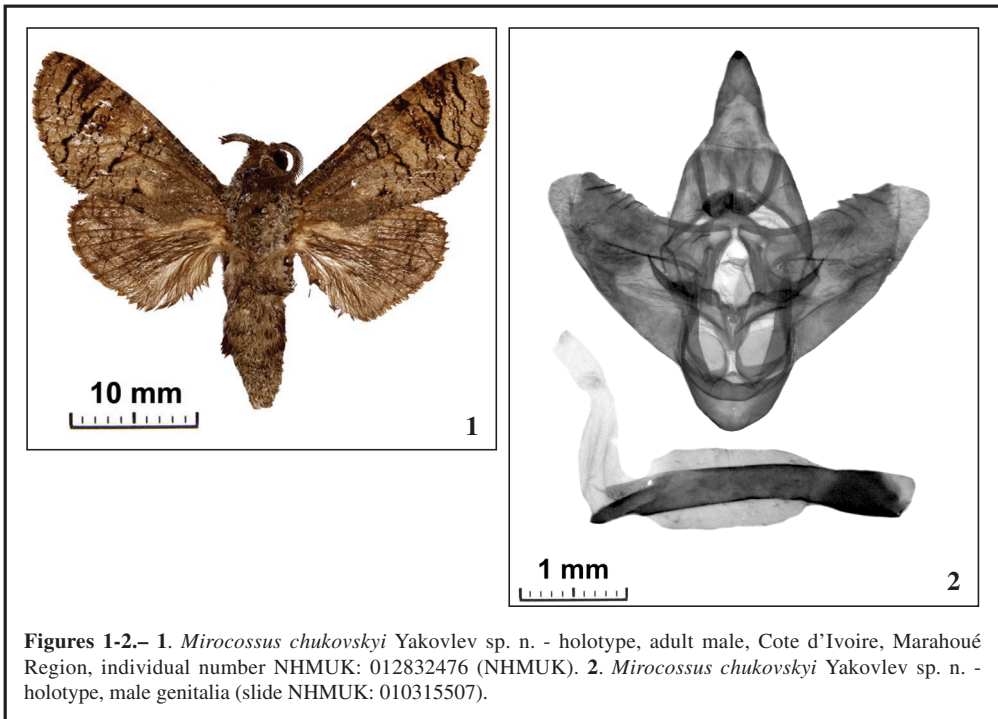 10 mm
1
1 mm
2
Figures 1-2.– 1. Mirocossus chukovskyi Yakovlev sp. n. - holotype, adult male, Cote d’Ivoire, Marahoué
Region, individual number NHMUK: 012832476 (NHMUK). 2. Mirocossus chukovskyi Yakovlev sp. n. -
holotype, male genitalia (slide NHMUK: 010315507).